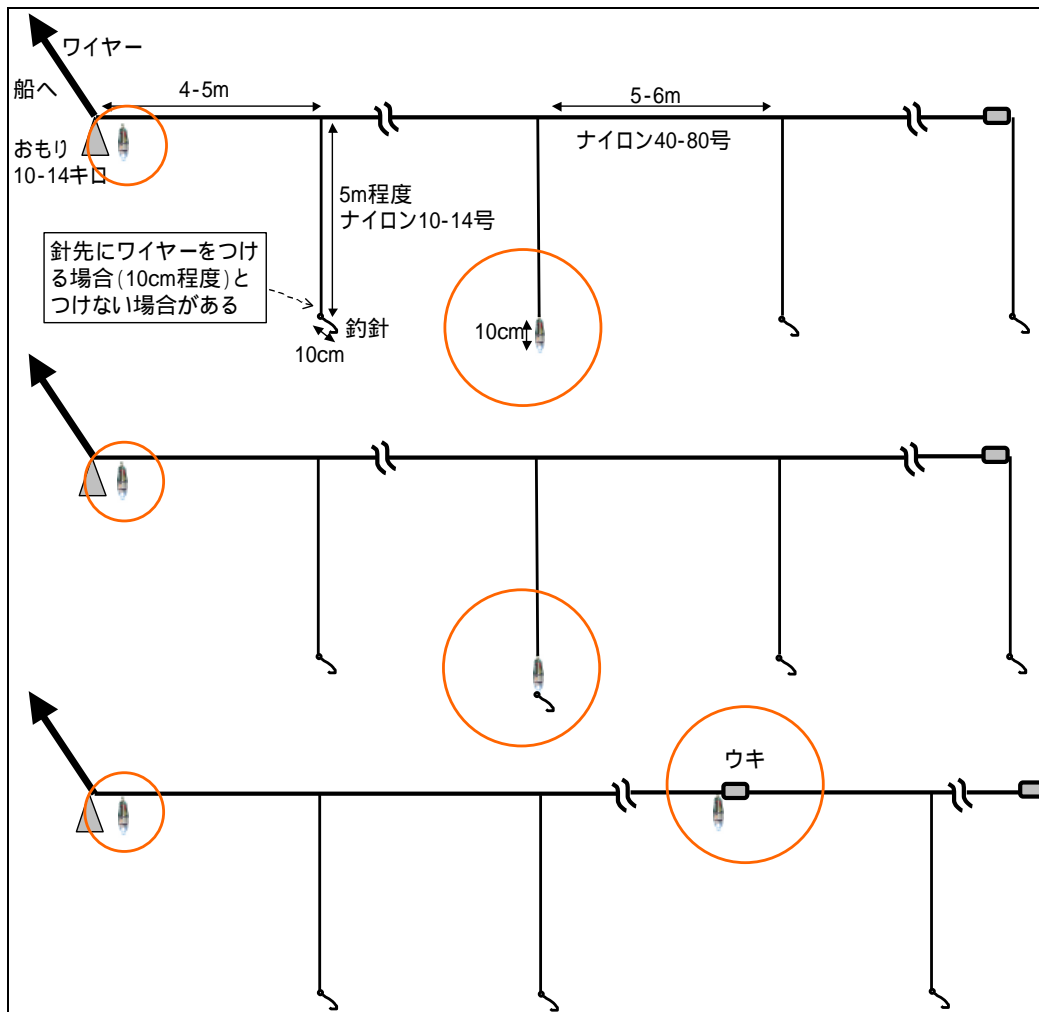 ワイヤー
船へ
4-5m
5-6m
おもり
10-14キロ
ナイロン40-80号
5m程度
ナイロン10-14号
針先にワイヤーをつけ
る場合(10cm程度)と
つけない場合がある
釣針
10cm
10cm
ウキ